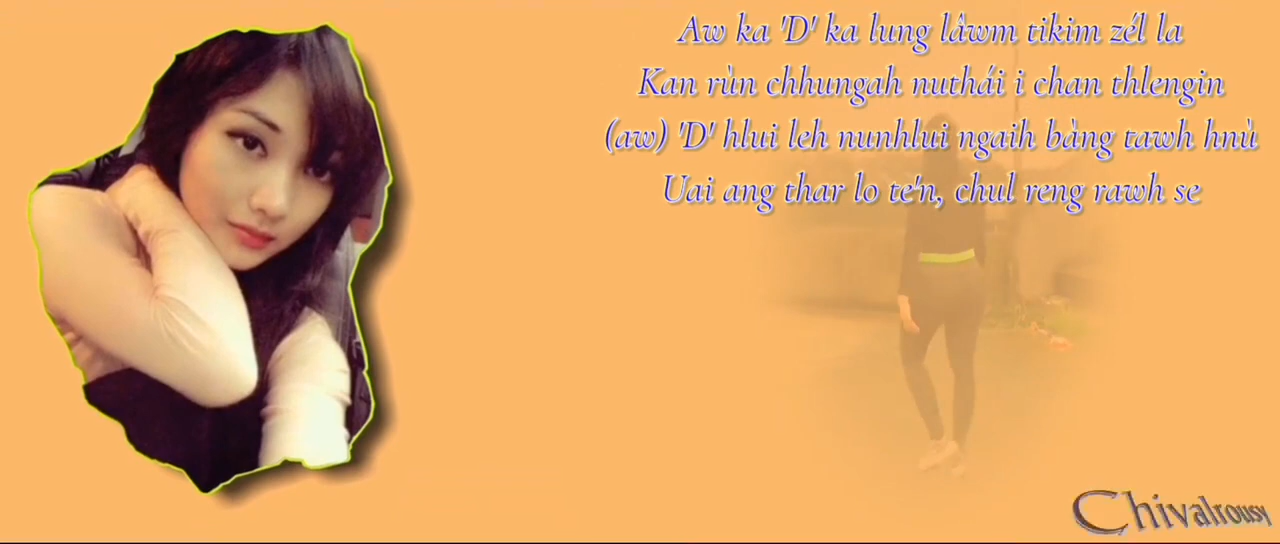 Aw ka 'D' ka lung lâwm tikim zél la
Kan rùn chhungah nuthái i chan thlengin
(aw) 'D' hlui leh nunhlui ngaih bàng tawh hnù
Uai ang thar lo te'n, chul reng rawh se
Chivalrousy